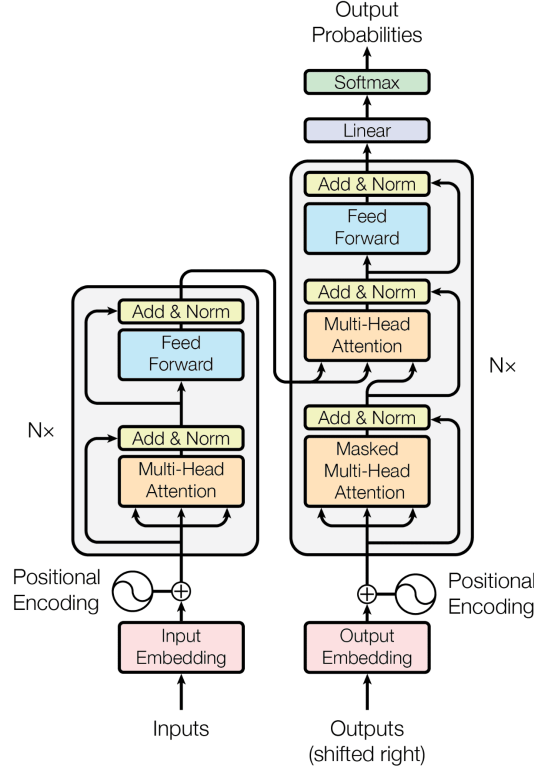 Output
Probabilities
Softmax
Linear
Add & Norm
Feed
Forward
Add & Norm
Multi-Head
Attention
Add & Norm
Masked
Multi-Head
Attention
N×
Add & Norm
Feed
Forward
Add & Norm
Multi-Head
Attention
N×
Positional
Encoding
Positional
Encoding
Input
Embedding
Output
Embedding
Inputs
Outputs
(shifted right)